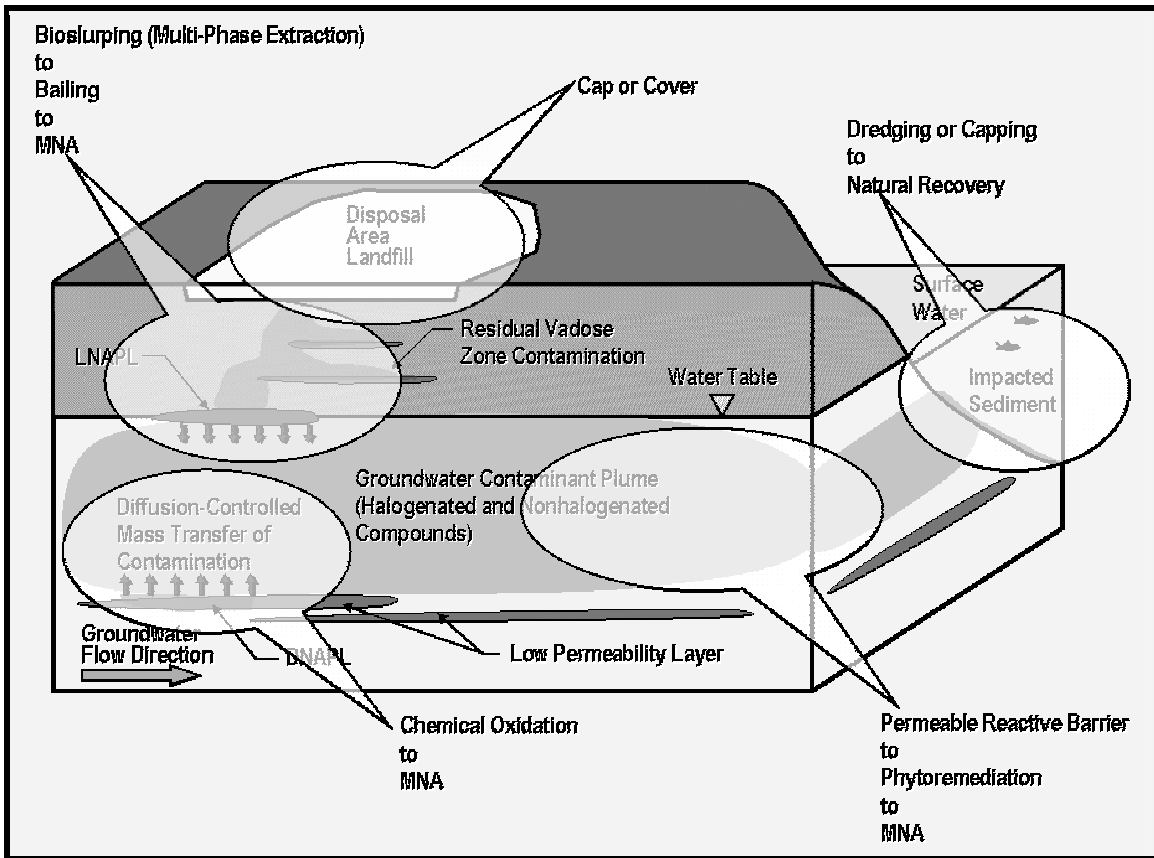 Bioslurping (Multi-Phase Extraction)
to
Bailing
to
MNA
Cap or Cover
Dredging or Capping
to
Natural Recovery
Disposal
Area
Landfill
Surface
Water
LNAPL
Residual Vadose
Zone Contamination
Water Table
Impacted
Sediment
Groundwater Contaminant Plume
(Halogenated and Nonhalogenated
Compounds)
Diffusion-Controlled
Mass Transfer of
Contamination
Groundwater
Flow Direction
DNAPL
Low Permeability Layer
Chemical Oxidation
to
MNA
Permeable Reactive Barrier
to
Phytoremediation
to
MNA